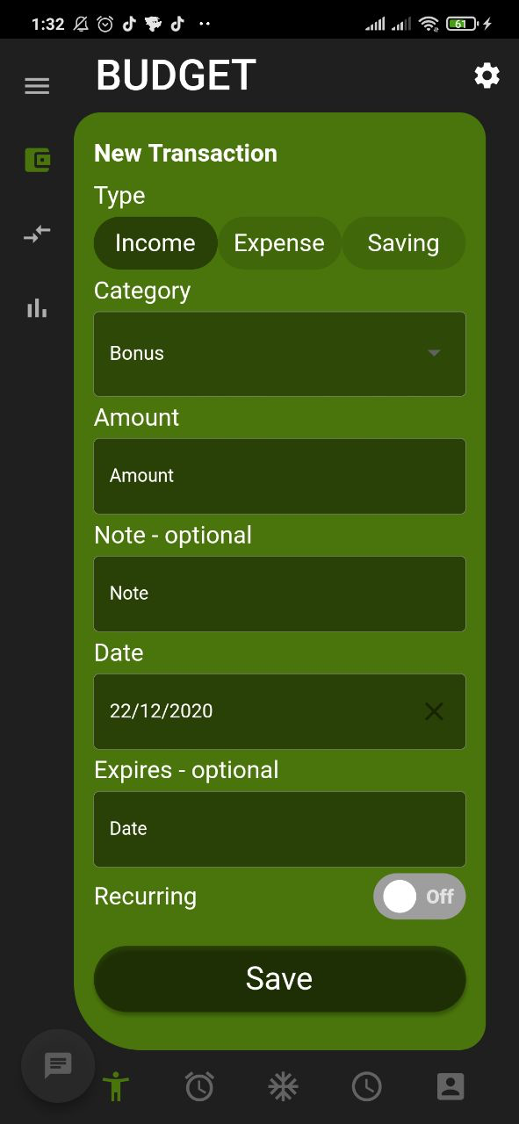 1:32
61
BUDGET
New Transaction
Type
Income Expense Saving
Category
Bonus
Amount
Amount
Note - optional
Note
Date
22/12/2020
Expires - optional
Date
Recurring
Off
Save